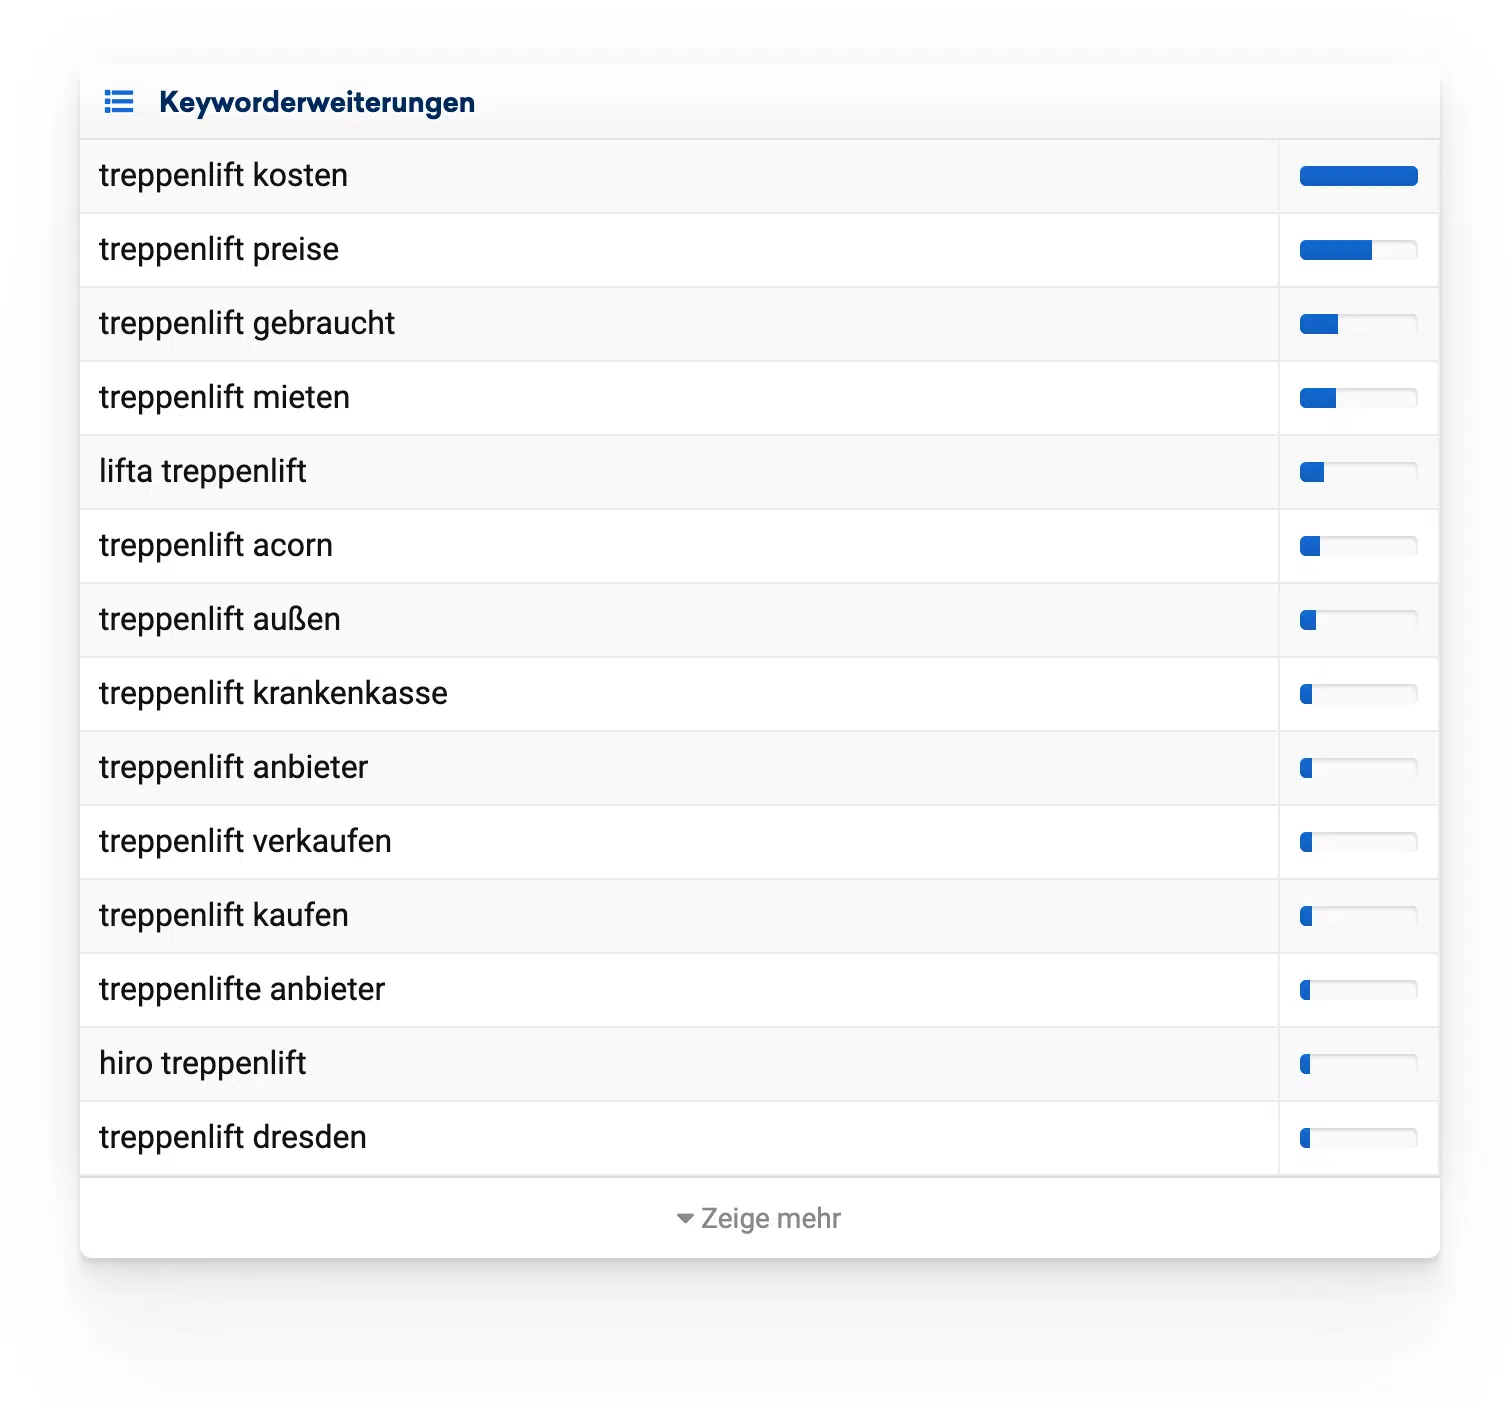 Keyworderweiterungen
treppenlift kosten
treppenlift preise
treppenlift gebraucht
treppenlift mieten
lifta treppenlift
treppenlift acorn
treppenlift außen
treppenlift krankenkasse
treppenlift anbieter
treppenlift verkaufen
treppenlift kaufen
treppenlifte anbieter
hiro treppenlift
treppenlift dresden
Zeige mehr